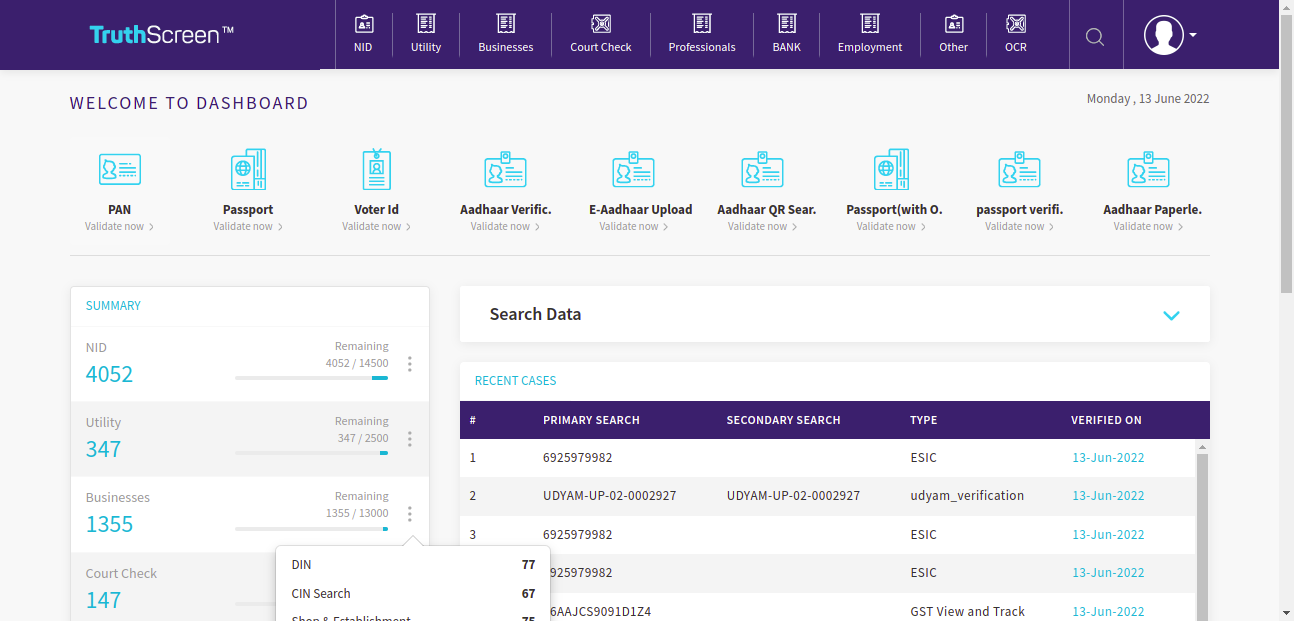 TruthScreen™
NID
Utility
Businesses
Court Check
Professionals
BANK
Employment
Other
OCR
WELCOME TO DASHBOARD
Monday , 13 June 2022
PAN
Validate now >
Passport
Validate now >
Voter Id
Validate now >
Aadhaar Verific.
Validate now >
E-Aadhaar Upload
Validate now >
Aadhaar QR Sear.
Validate now >
Passport(with O.
Validate now >
passport verifi.
Validate now >
Aadhaar Paperle.
Validate now >
SUMMARY
NID
4052
Remaining
4052 / 14500
Utility
347
Remaining
347 / 2500
Businesses
1355
Remaining
1355 / 13000
Court Check
147
DIN 77
CIN Search 67
Shop & Establishment 75
Search Data
RECENT CASES
# PRIMARY SEARCH SECONDARY SEARCH TYPE VERIFIED ON
1 6925979982 ESIC 13-Jun-2022
2 UDYAM-UP-02-0002927 UDYAM-UP-02-0002927 udyam_verification 13-Jun-2022
3 6925979982 ESIC 13-Jun-2022
925979982 ESIC 13-Jun-2022
6AAJCS9091D1Z4 GST View and Track 13-Jun-2022